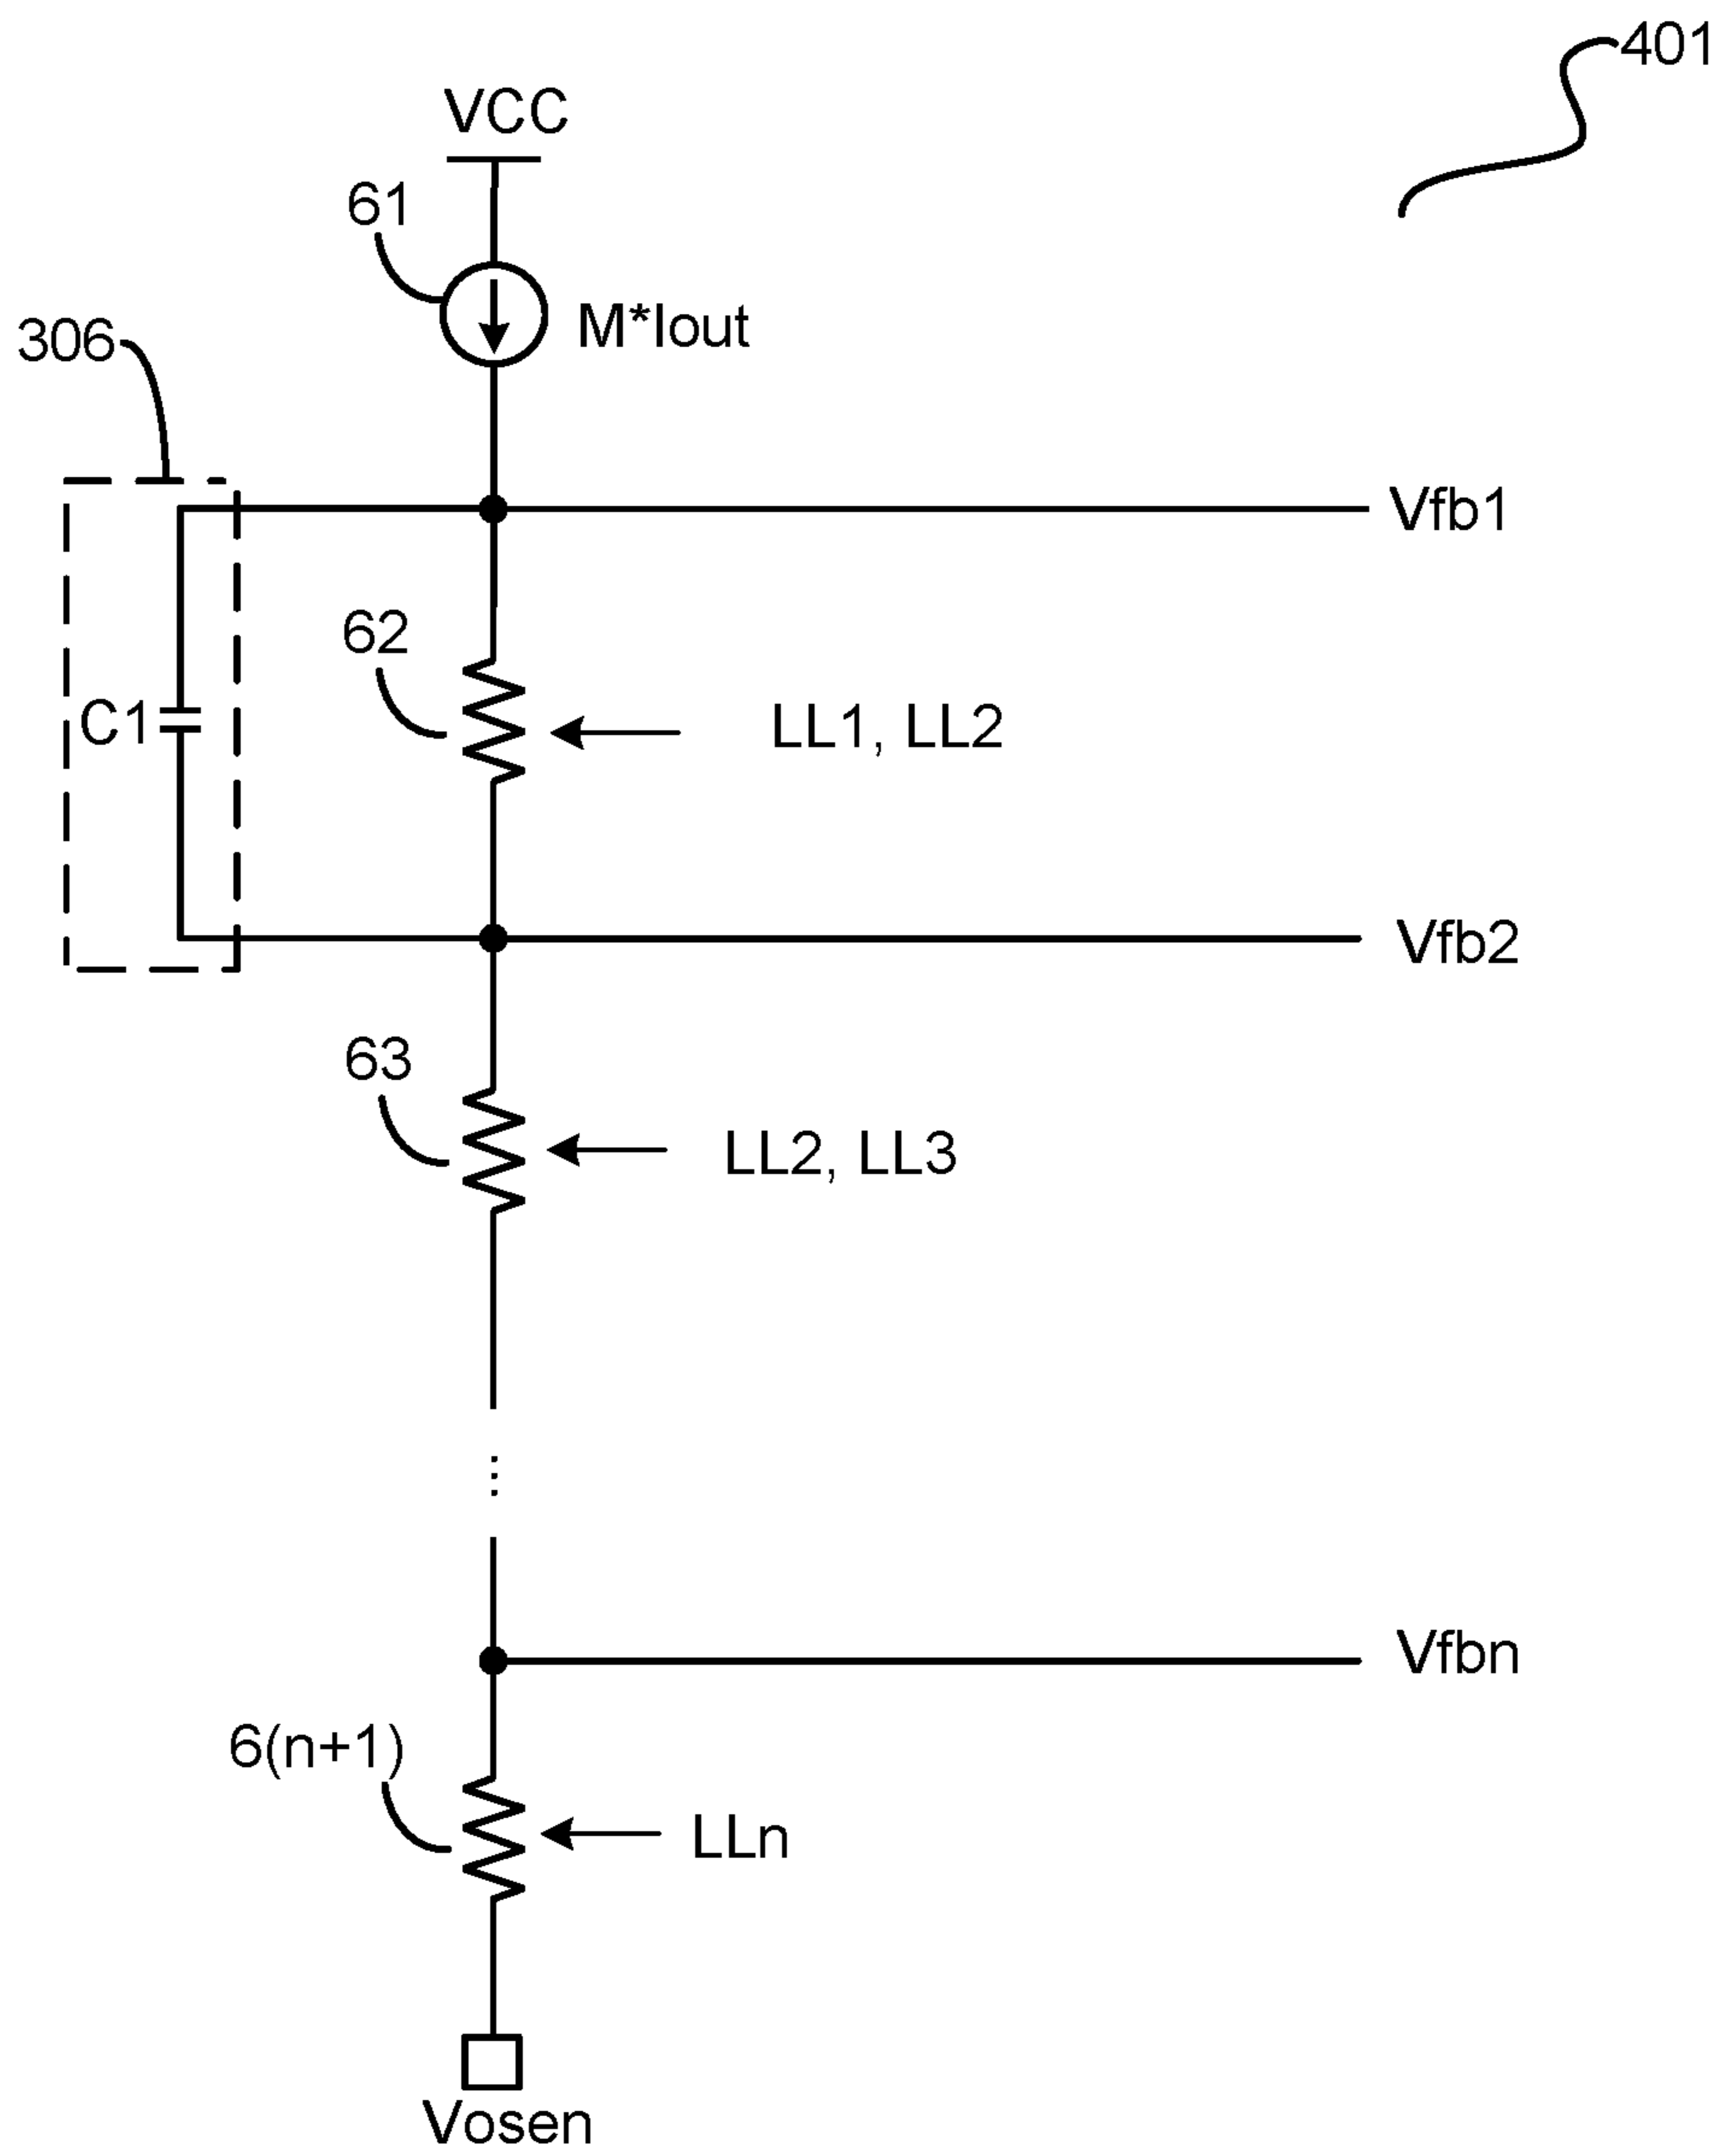 401
VCC
61
M*Iout
306
Vfb1
62
C1
LL1, LL2
Vfb2
63
LL2, LL3
Vfbn
6(n+1)
LLn
Vosen